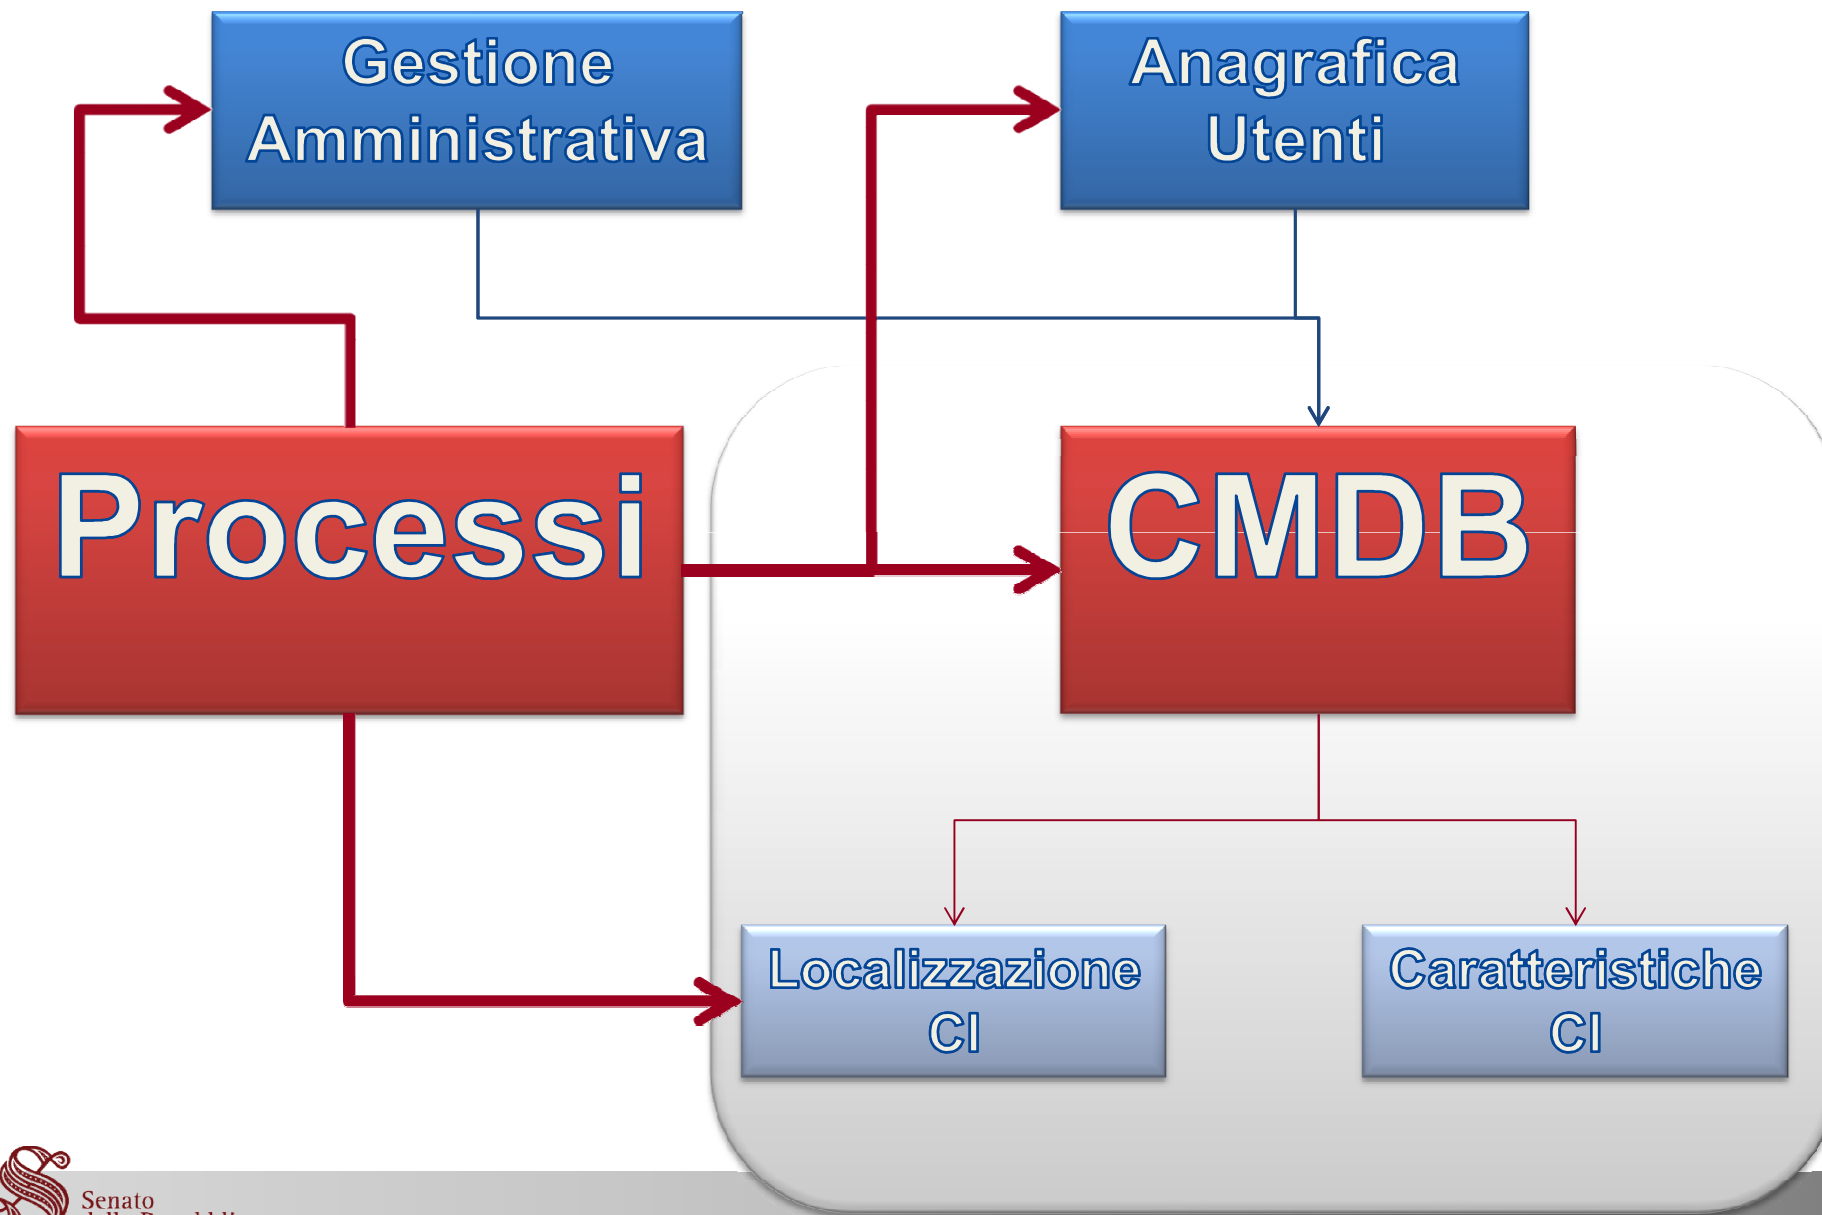 Gestione
Amministrativa
Anagrafica
Utenti
Processi
CMDB
Localizzazione
CI
Caratteristiche
CI
Senato